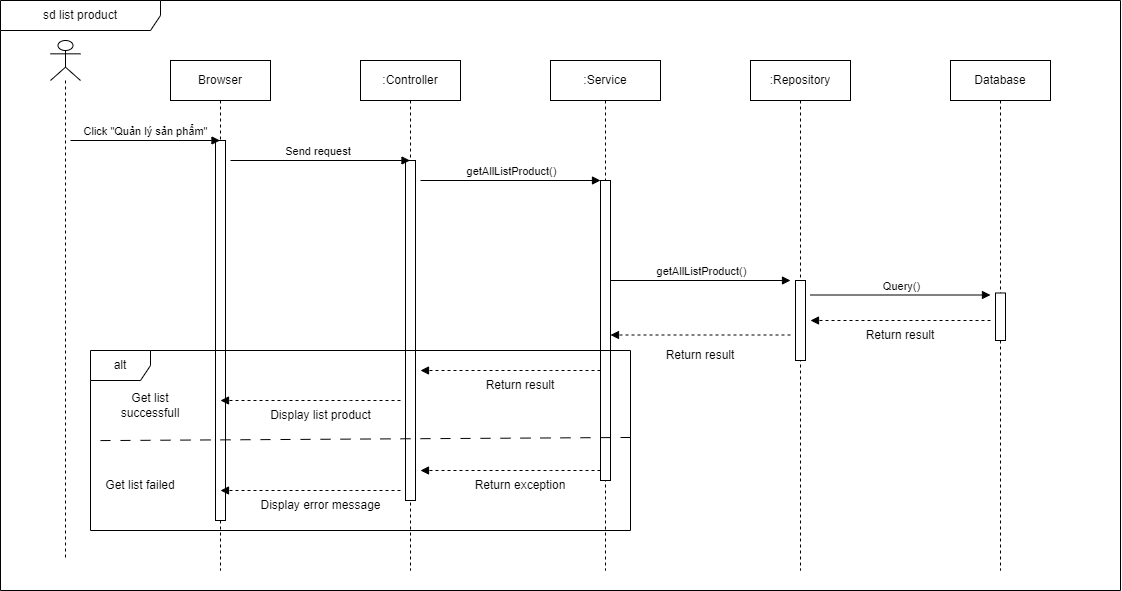 sd list product
Browser
:Controller
:Service
:Repository
Database
Click "Quản lý sản phẩm"
Send request
getAllListProduct()
getAllListProduct()
Query()
Return result
Return result
alt
Return result
Get list
successfull
Display list product
Return exception
Get list failed
Display error message